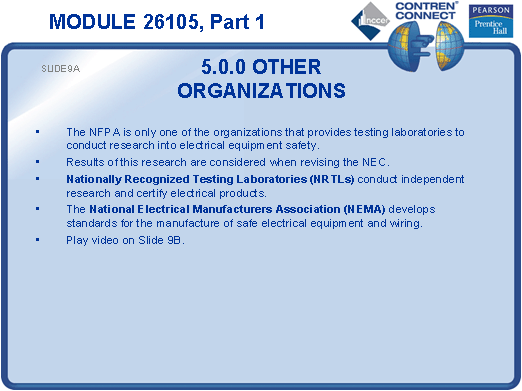 MODULE 26105, Part 1
nccer
CONTREN®
CONNECT
PEARSON
Prentice
Hall
SLIDE 9A
5.0.0 OTHER
ORGANIZATIONS
• The NFPA is only one of the organizations that provides testing laboratories to
conduct research into electrical equipment safety.
• Results of this research are considered when revising the NEC.
• Nationally Recognized Testing Laboratories (NRTLs) conduct independent
research and certify electrical products.
• The National Electrical Manufacturers Association (NEMA) develops
standards for the manufacture of safe electrical equipment and wiring.
• Play video on Slide 9B.